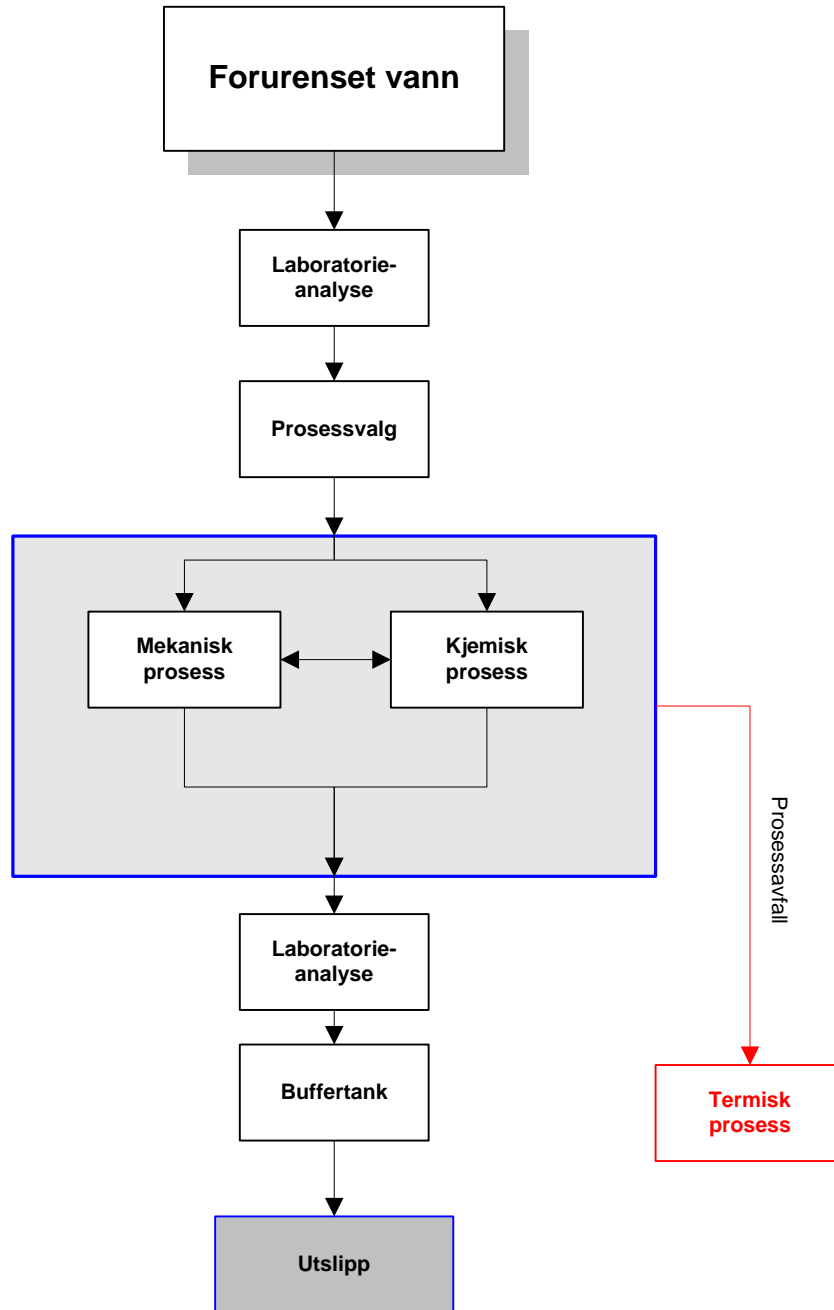 Forurenset vann
Laboratorie-
analyse
Prosessvalg
Mekanisk
prosess
Kjemisk
prosess
Prosessavfall
Laboratorie-
analyse
Buffertank
Termisk
prosess
Utslipp